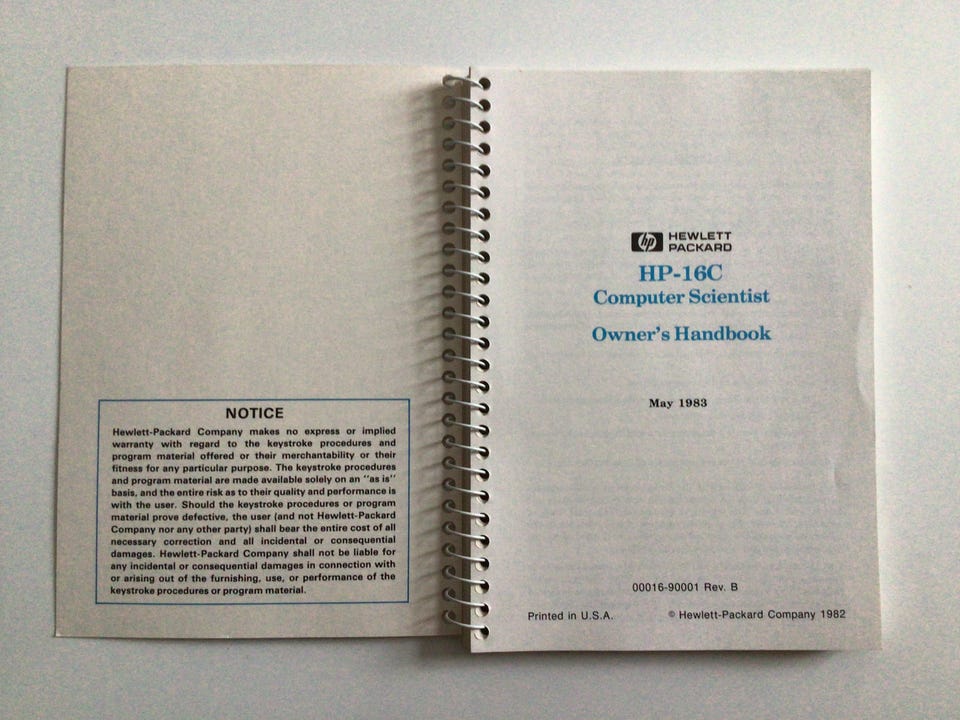 NOTICE
Hewlett-Packard Company makes no express or implied
warranty with regard to the keystroke procedures and
program material offered or their merchantability or their
fitness for any particular purpose. The keystroke procedures
and program material are made available solely on an "as is"
basis, and the entire risk as to their quality and performance is
with the user. Should the keystroke procedures or program
material prove defective, the user (and not Hewlett-Packard
Company nor any other party) shall bear the entire cost of all
necessary correction and all incidental or consequential
damages. Hewlett-Packard Company shall not be liable for
any incidental or consequential damages in connection with
or arising out of the furnishing, use, or performance of the
keystroke procedures or program material.
hp HEWLETT
PACKARD
HP-16C
Computer Scientist
Owner's Handbook
May 1983
00016-90001 Rev. B
Printed in U.S.A. © Hewlett-Packard Company 1982